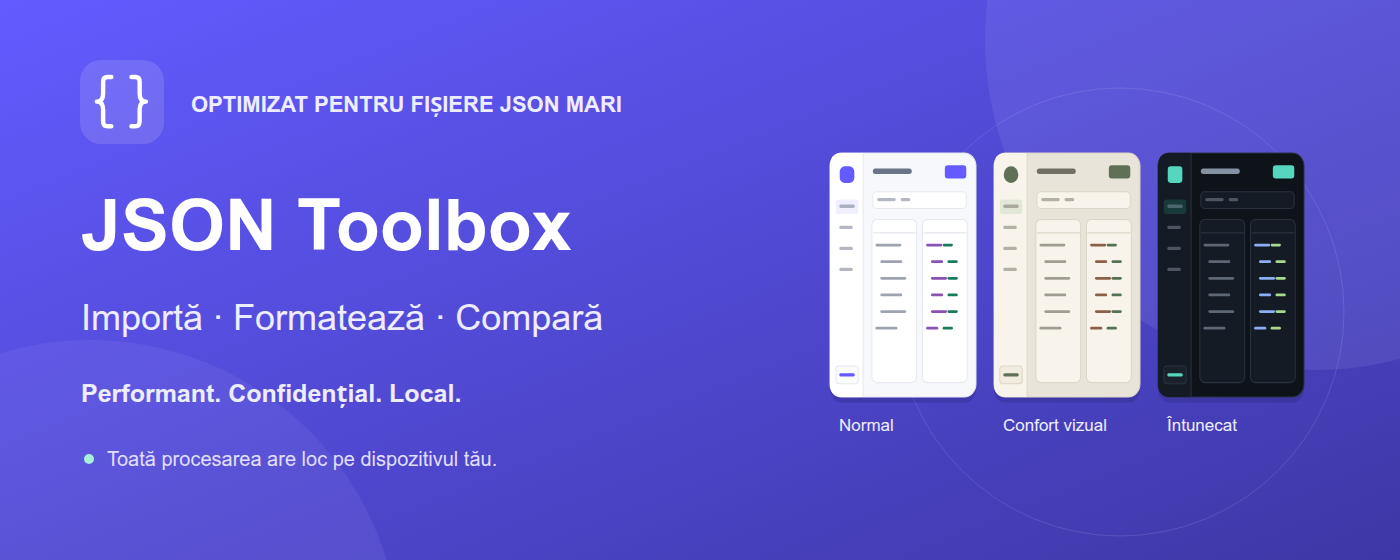 { }
OPTIMIZAT PENTRU FIȘIERE JSON MARI
JSON Toolbox
Importă · Formatează · Compară
Performant. Confidențial. Local.
Toată procesarea are loc pe dispozitivul tău.
Normal
Confort vizual
Întunecat